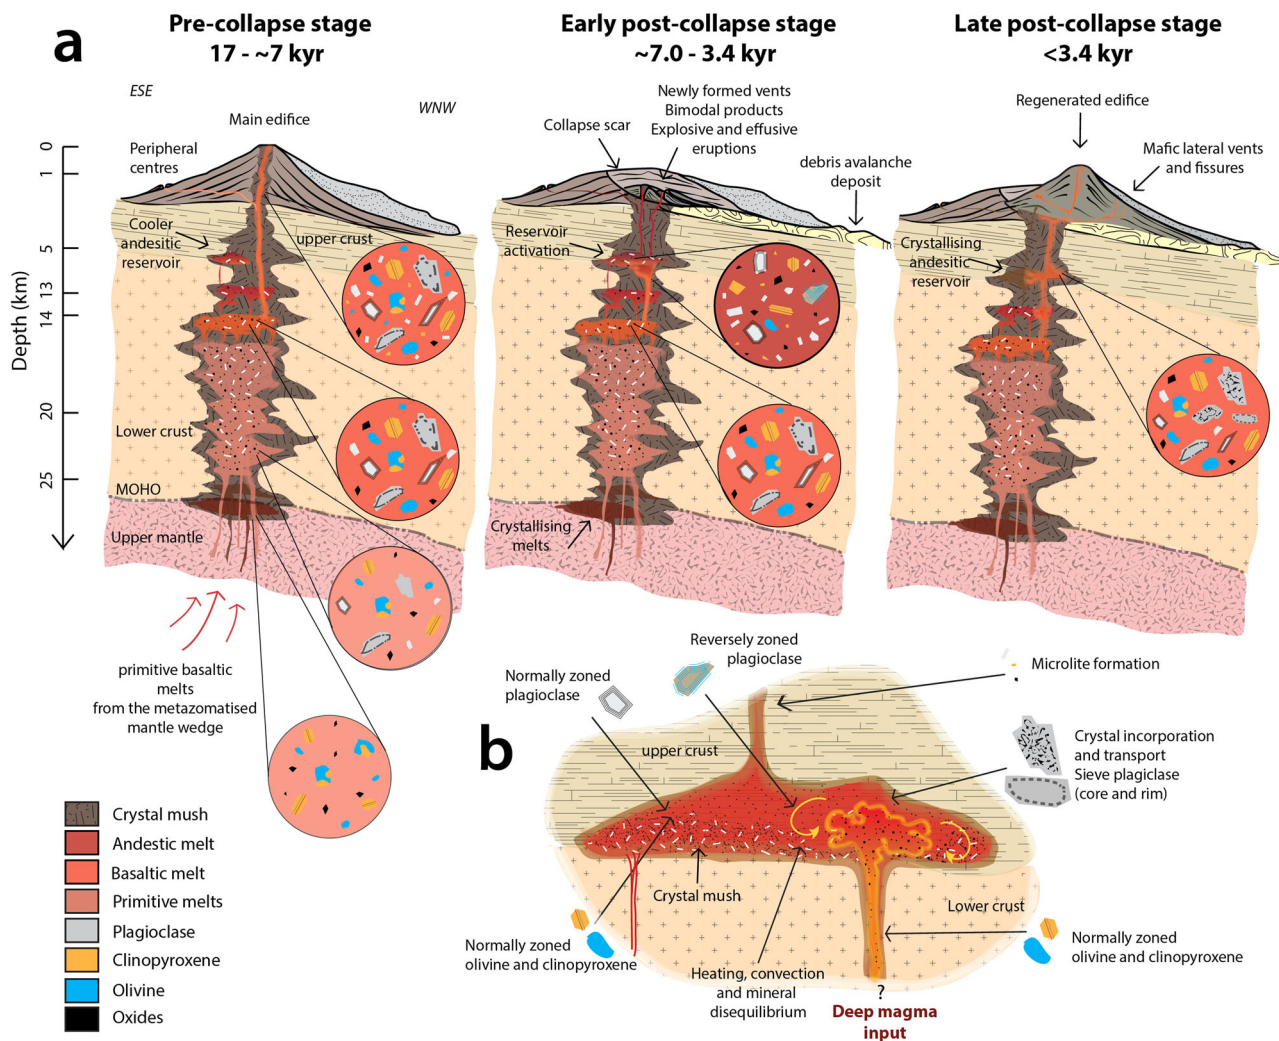 a
Pre-collapse stage
17 - ~7 kyr
Early post-collapse stage
~7.0 - 3.4 kyr
Late post-collapse stage
<3.4 kyr
ESE
WNW
Main edifice
Peripheral
centres
Cooler
andesitic
reservoir
upper crust
Lower crust
MOHO
Upper mantle
primitive basaltic
melts
from the metazomatised
mantle wedge
Depth (km)
0
1
5
13
14
20
25
Collapse scar
Newly formed vents
Bimodal products
Explosive and effusive
eruptions
debris avalanche
deposit
Reservoir
activation
Crystallising
melts
Regenerated edifice
Mafic lateral vents
and fissures
Crystallising
andesitic
reservoir
Crystal mush
Andestic melt
Basaltic melt
Primitive melts
Plagioclase
Clinopyroxene
Olivine
Oxides
b
Normally zoned
plagioclase
Reversely zoned
plagioclase
Microlite formation
upper crust
Crystal incorporation
and transport
Sieve plagiclase
(core and rim)
Crystal mush
Lower crust
Normally zoned
olivine and clinopyroxene
Heating, convection
and mineral
disequilibrium
?
Deep magma
input
Normally zoned
olivine and clinopyroxene